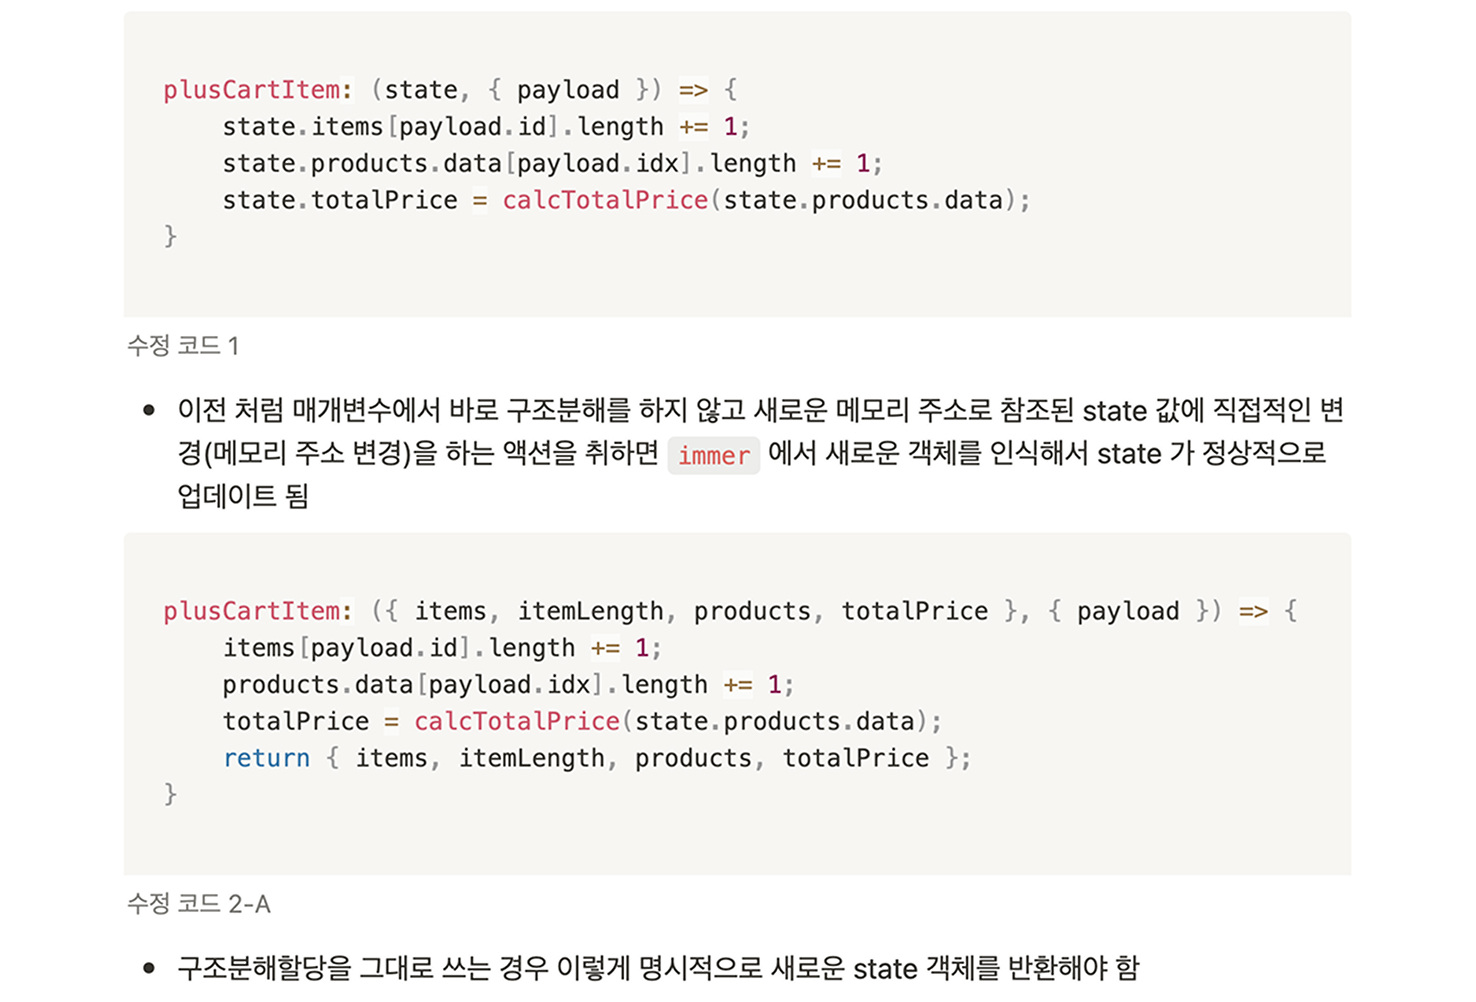 plusCartItem: (state, { payload }) => {
    state.items[payload.id].length += 1;
    state.products.data[payload.idx].length += 1;
    state.totalPrice = calcTotalPrice(state.products.data);
}
수정 코드 1
• 이전 처럼 매개변수에서 바로 구조분해를 하지 않고 새로운 메모리 주소로 참조된 state 값에 직접적인 변
경(메모리 주소 변경)을 하는 액션을 취하면 immer 에서 새로운 객체를 인식해서 state 가 정상적으로
업데이트 됨
plusCartItem: ({ items, itemLength, products, totalPrice }, { payload }) => {
    items[payload.id].length += 1;
    products.data[payload.idx].length += 1;
    totalPrice = calcTotalPrice(state.products.data);
    return { items, itemLength, products, totalPrice };
}
수정 코드 2-A
• 구조분해할당을 그대로 쓰는 경우 이렇게 명시적으로 새로운 state 객체를 반환해야 함